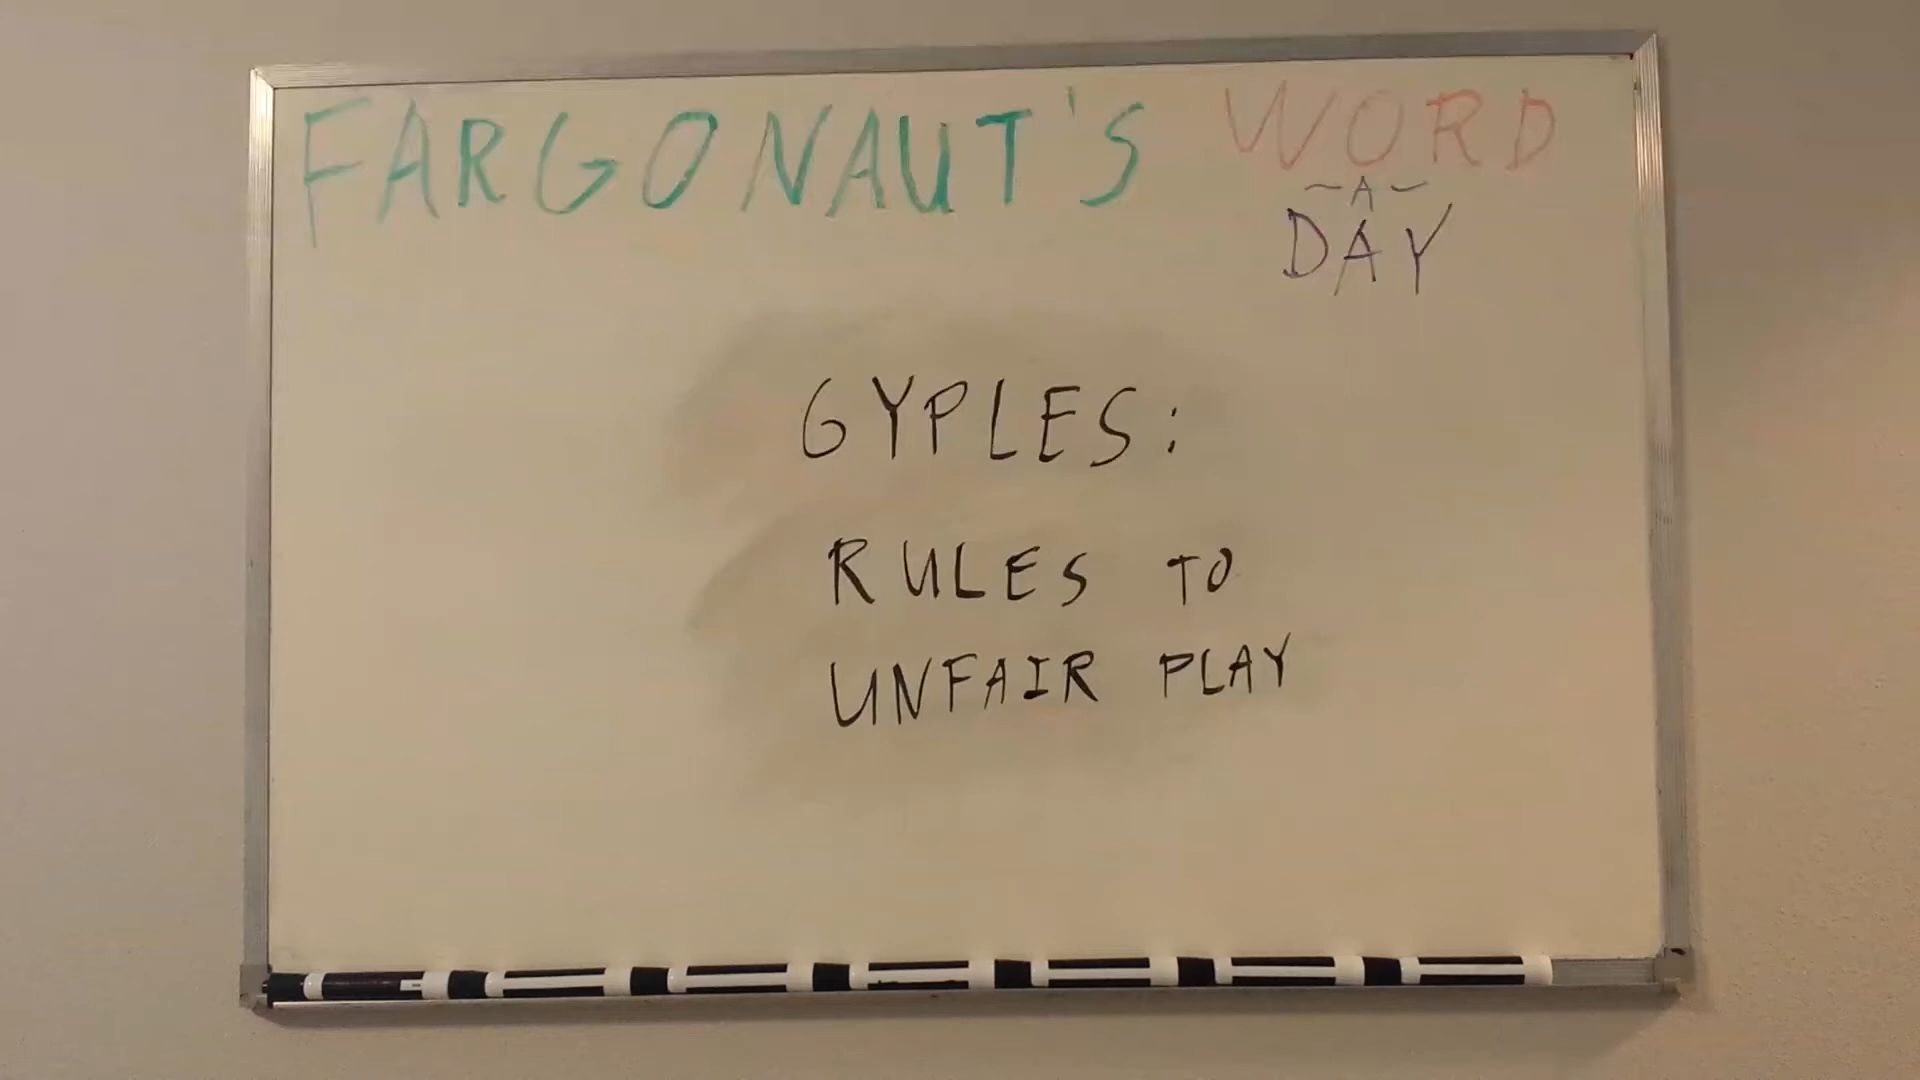 FARGONAUT'S WORD
~A~
DAY
GYPLES:
RULES TO
UNFAIR PLAY